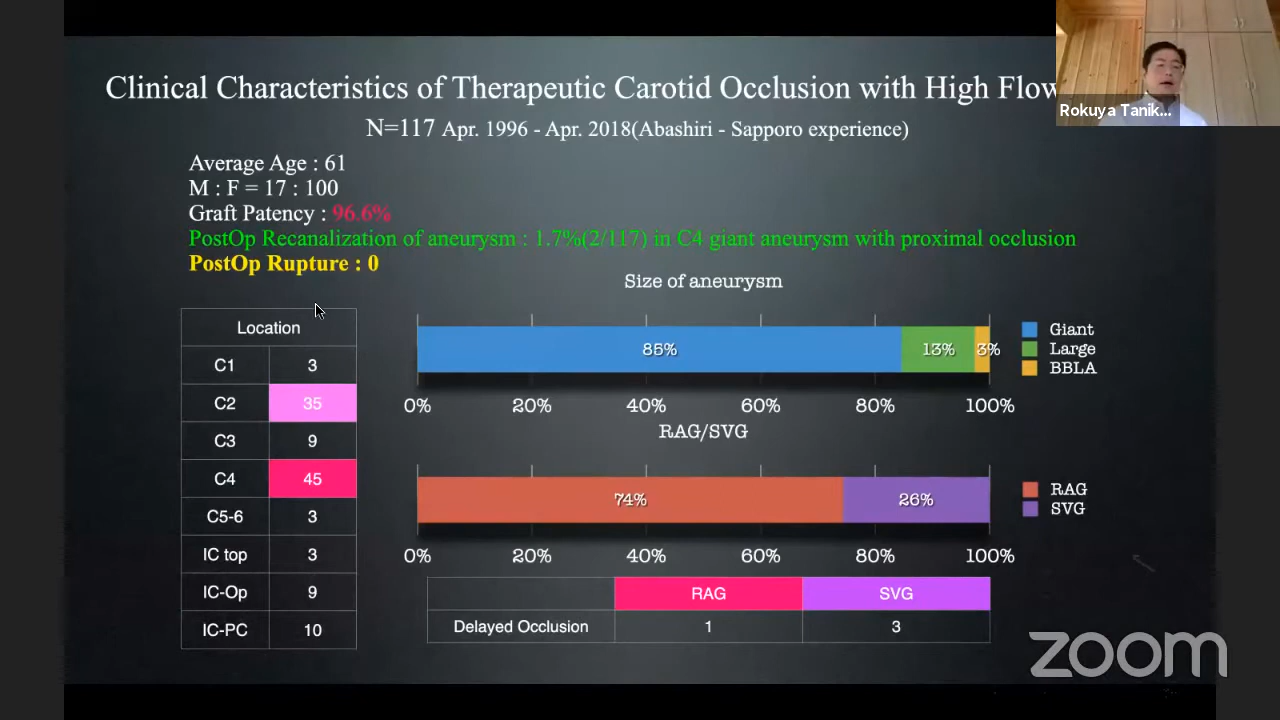 Clinical Characteristics of Therapeutic Carotid Occlusion with High Flow
N=117 Apr. 1996 - Apr. 2018(Abashiri - Sapporo experience)
Rokuya Tanik...
Average Age : 61
M : F = 17 : 100
Graft Patency : 96.6%
PostOp Recanalization of aneurysm : 1.7%(2/117) in C4 giant aneurysm with proximal occlusion
PostOp Rupture : 0
Location
C1 3
C2 35
C3 9
C4 45
C5-6 3
IC top 3
IC-Op 9
IC-PC 10
Size of aneurysm
85% 13% 3%
0% 20% 40% 60% 80% 100%
Giant
Large
BBLA
RAG/SVG
74% 26%
0% 20% 40% 60% 80% 100%
RAG
SVG
RAG SVG
Delayed Occlusion 1 3
zoom